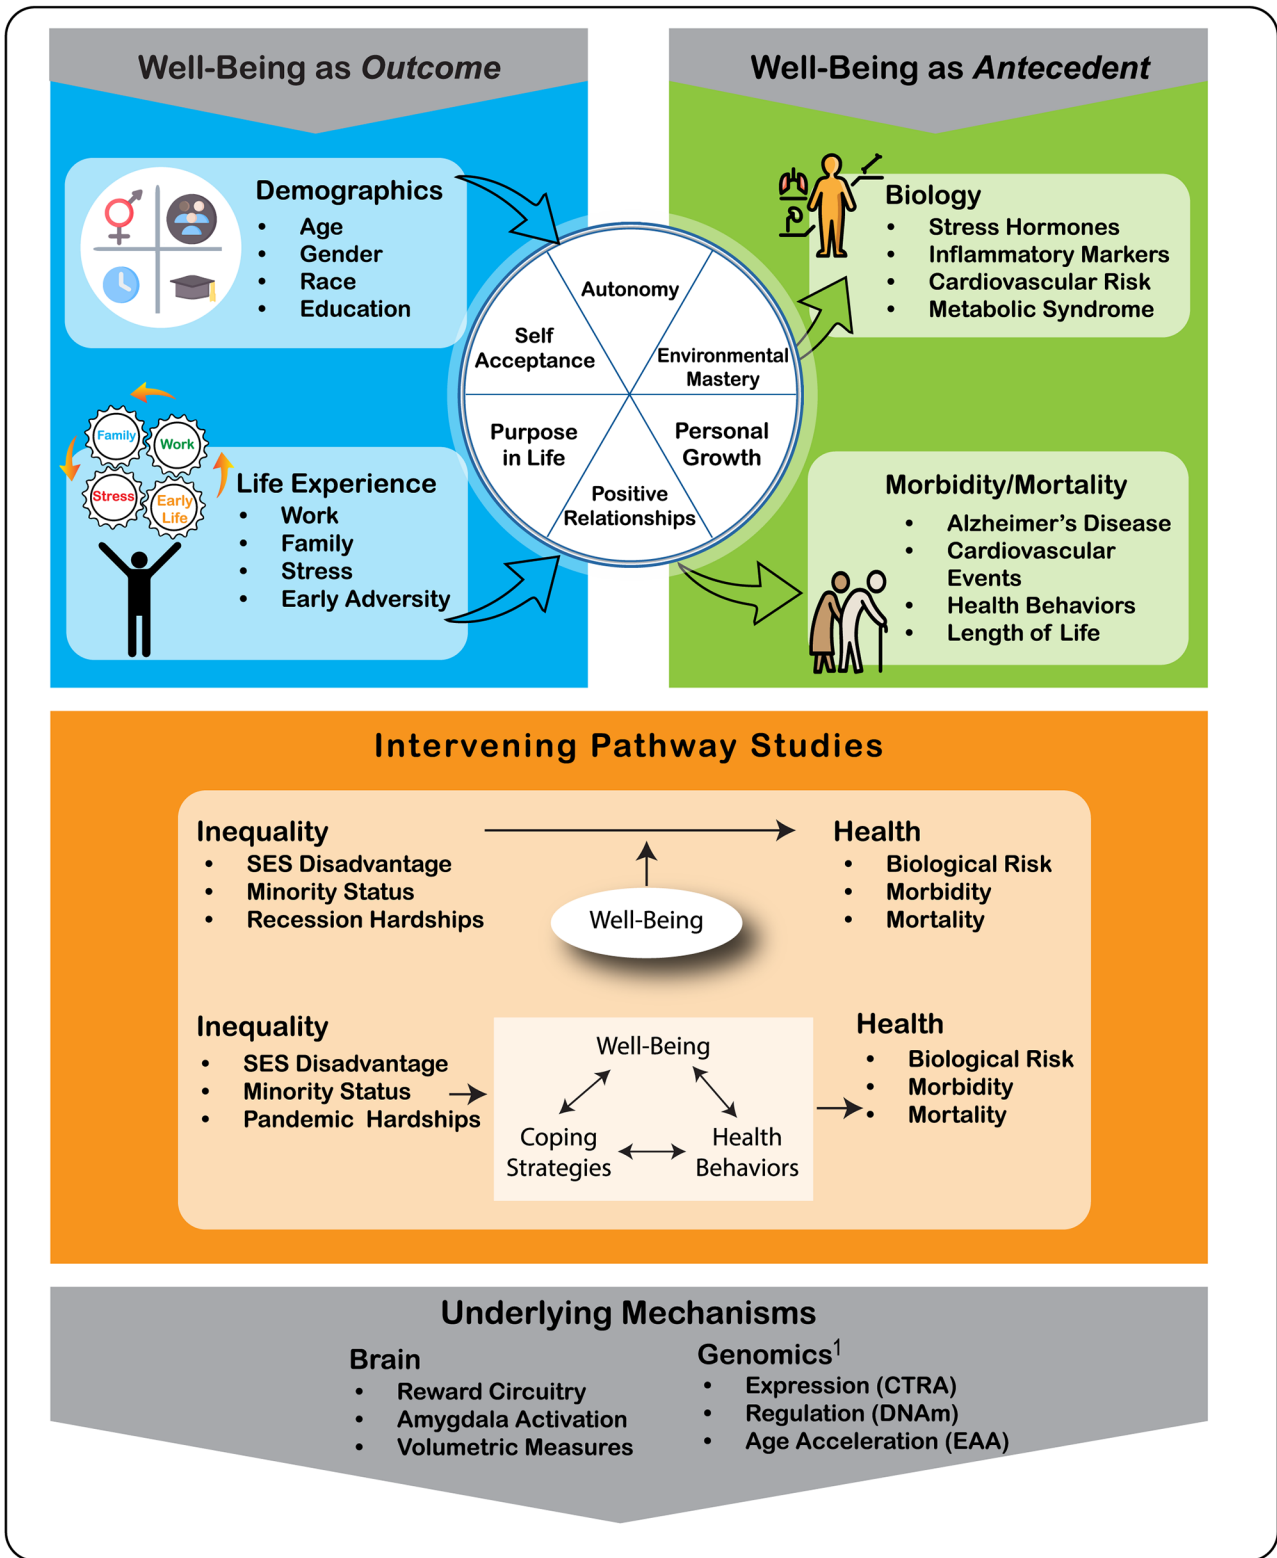 Well-Being as Outcome
Demographics
• Age
• Gender
• Race
• Education
Family
Work
Stress
Early
Life
Life Experience
• Work
• Family
• Stress
• Early Adversity
Autonomy
Self
Acceptance
Environmental
Mastery
Purpose
in Life
Personal
Growth
Positive
Relationships
Well-Being as Antecedent
Biology
• Stress Hormones
• Inflammatory Markers
• Cardiovascular Risk
• Metabolic Syndrome
Morbidity/Mortality
• Alzheimer’s Disease
• Cardiovascular
Events
• Health Behaviors
• Length of Life
Intervening Pathway Studies
Inequality
• SES Disadvantage
• Minority Status
• Recession Hardships
Well-Being
Health
• Biological Risk
• Morbidity
• Mortality
Inequality
• SES Disadvantage
• Minority Status
• Pandemic Hardships
Well-Being
Coping
Strategies
Health
Behaviors
Health
• Biological Risk
• Morbidity
• Mortality
Underlying Mechanisms
Brain
• Reward Circuitry
• Amygdala Activation
• Volumetric Measures
Genomics¹
• Expression (CTRA)
• Regulation (DNAm)
• Age Acceleration (EAA)